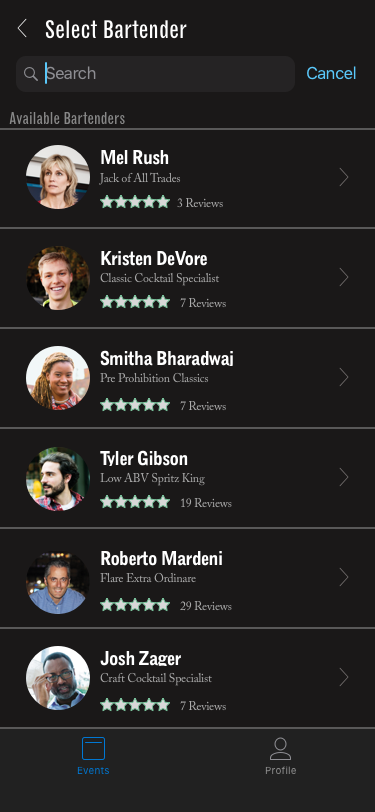 Select Bartender
Search
Cancel
Available Bartenders
Mel Rush
Jack of All Trades
3 Reviews
Kristen DeVore
Classic Cocktail Specialist
7 Reviews
Smitha Bharadwaj
Pre Prohibition Classics
7 Reviews
Tyler Gibson
Low ABV Spritz King
19 Reviews
Roberto Mardeni
Flare Extra Ordinare
29 Reviews
Josh Zager
Craft Cocktail Specialist
7 Reviews
Events
Profile